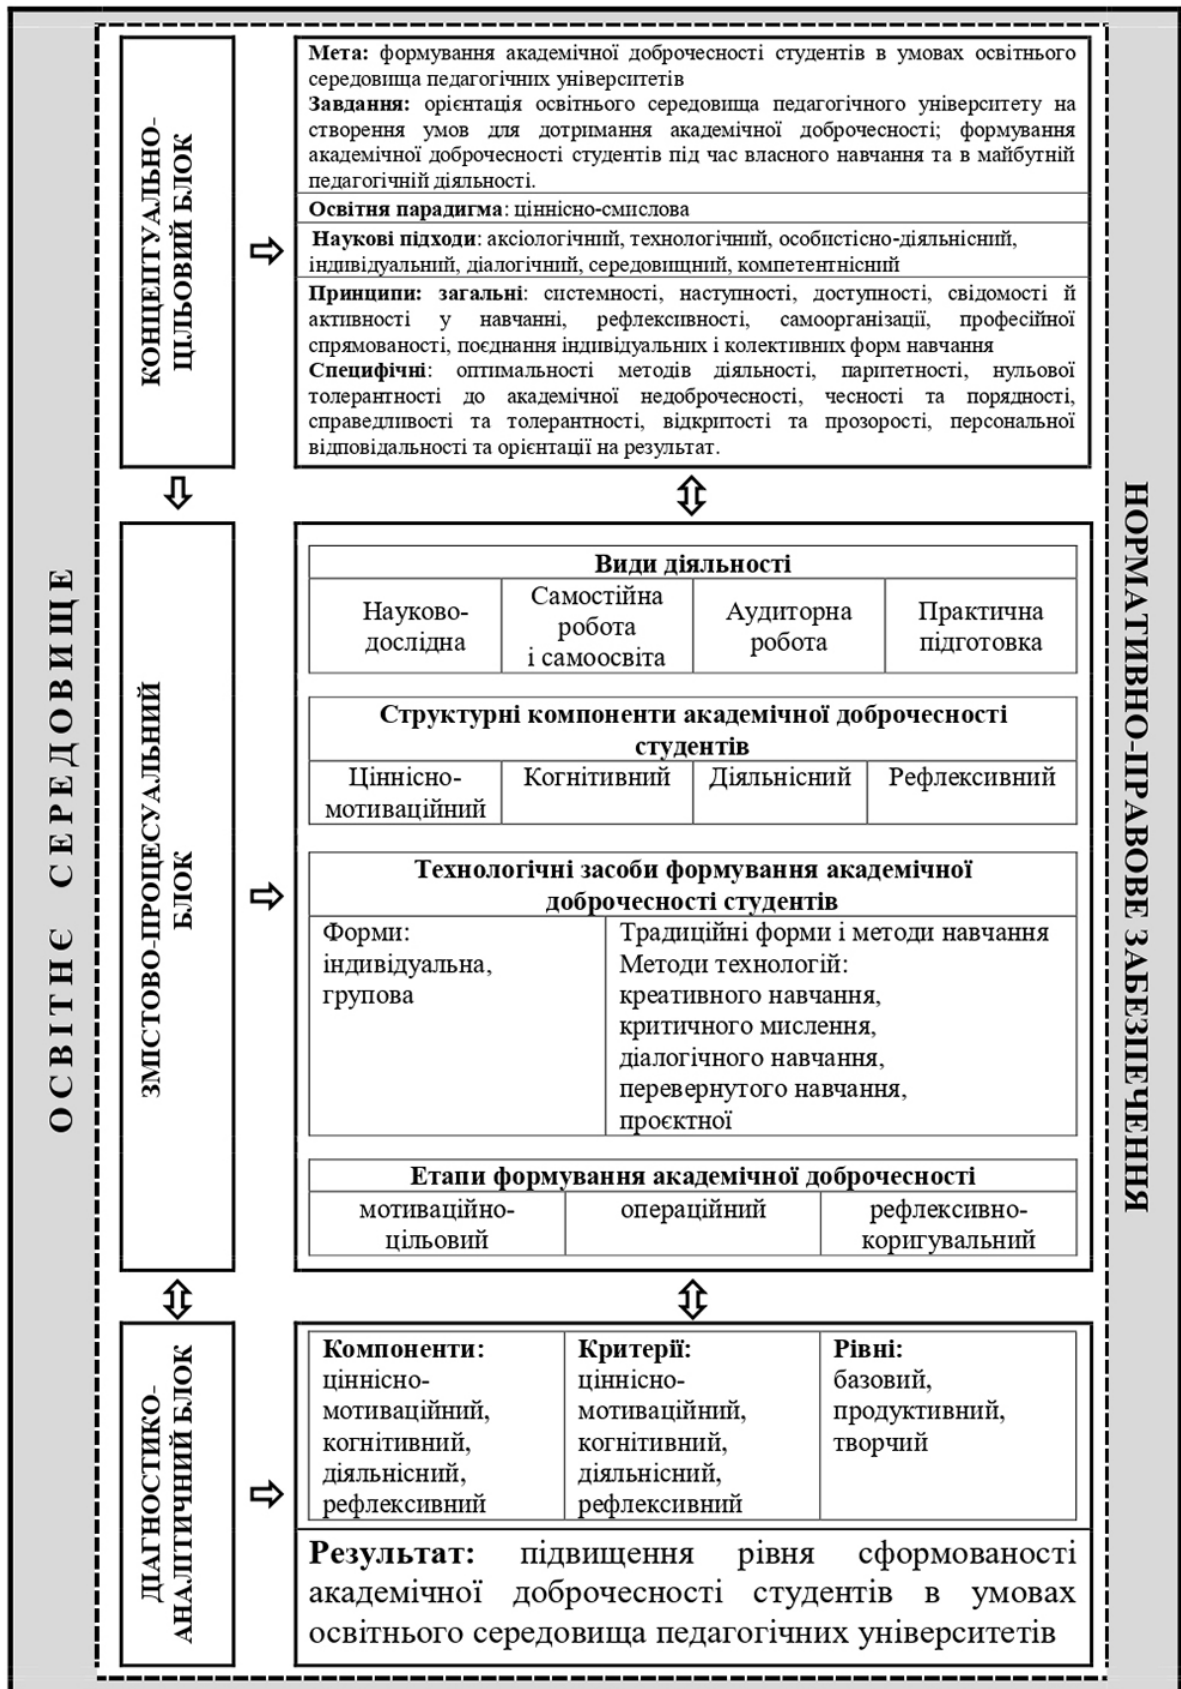 ОСВІТНЄ СЕРЕДОВИЩЕ
КОНЦЕПТУАЛЬНО-
ЦІЛЬОВИЙ БЛОК
Мета: формування академічної доброчесності студентів в умовах освітнього
середовища педагогічних університетів
Завдання: орієнтація освітнього середовища педагогічного університету на
створення умов для дотримання академічної доброчесності; формування
академічної доброчесності студентів під час власного навчання та в майбутній
педагогічній діяльності.
Освітня парадигма: ціннісно-смислова
Наукові підходи: аксіологічний, технологічний, особистісно-діяльнісний,
індивідуальний, діалогічний, середовищний, компетентнісний
Принципи: загальні: системності, наступності, доступності, свідомості й
активності у навчанні, рефлексивності, самоорганізації, професійної
спрямованості, поєднання індивідуальних і колективних форм навчання
Специфічні: оптимальності методів діяльності, паритетності, нульової
толерантності до академічної недоброчесності, чесності та порядності,
справедливості та толерантності, відкритості та прозорості, персональної
відповідальності та орієнтації на результат.
ЗМІСТОВО-ПРОЦЕСУАЛЬНИЙ
БЛОК
Види діяльності
Науково-
дослідна
Самостійна
робота
і самоосвіта
Аудиторна
робота
Практична
підготовка
Структурні компоненти академічної доброчесності
студентів
Ціннісно-
мотиваційний
Когнітивний
Діяльнісний
Рефлексивний
Технологічні засоби формування академічної
доброчесності студентів
Форми:
індивідуальна,
групова
Традиційні форми і методи навчання
Методи технологій:
креативного навчання,
критичного мислення,
діалогічного навчання,
перевернутого навчання,
проєктної
Етапи формування академічної доброчесності
мотиваційно-
цільовий
операційний
рефлексивно-
коригувальний
ДІАГНОСТИКО-
АНАЛІТИЧНИЙ БЛОК
Компоненти:
ціннісно-
мотиваційний,
когнітивний,
діяльнісний,
рефлексивний
Критерії:
ціннісно-
мотиваційний,
когнітивний,
діяльнісний,
рефлексивний
Рівні:
базовий,
продуктивний,
творчий
Результат: підвищення рівня сформованості
академічної доброчесності студентів в умовах
освітнього середовища педагогічних університетів
НОРМАТИВНО-ПРАВОВЕ ЗАБЕЗПЕЧЕННЯ